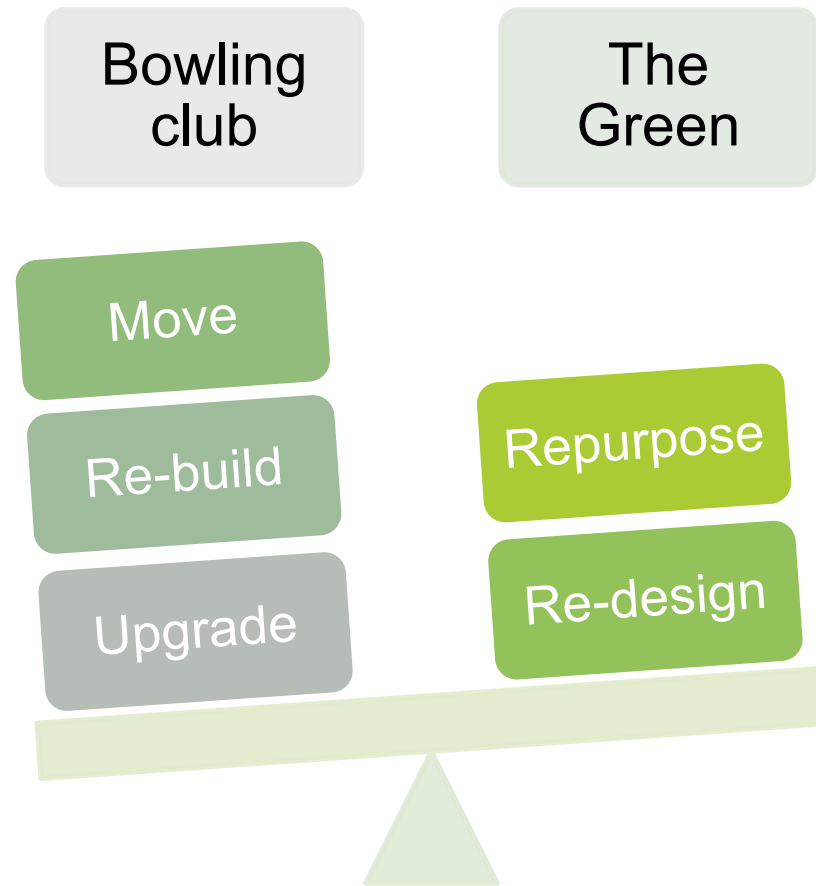 Bowling
club
The
Green
Move
Re-build
Upgrade
Repurpose
Re-design